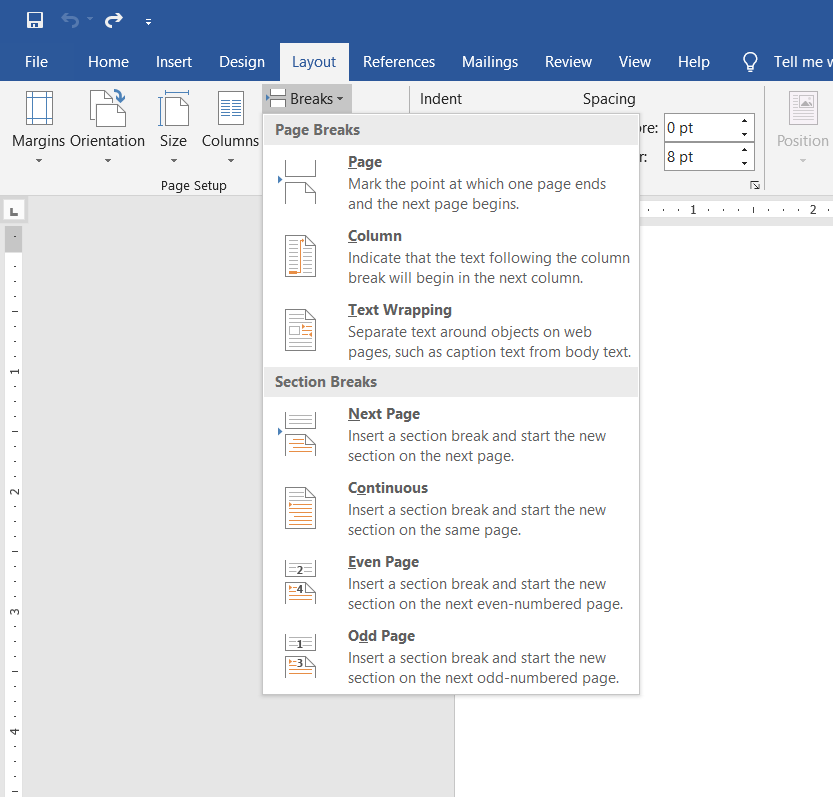 File Home Insert Design Layout References Mailings Review View Help Tell me
Margins Orientation Size Columns
Breaks
Indent Spacing
0 pt
8 pt
Position
Page Setup
Page Breaks
Page
Mark the point at which one page ends
and the next page begins.
Column
Indicate that the text following the column
break will begin in the next column.
Text Wrapping
Separate text around objects on web
pages, such as caption text from body text.
Section Breaks
Next Page
Insert a section break and start the new
section on the next page.
Continuous
Insert a section break and start the new
section on the same page.
2
4
Even Page
Insert a section break and start the new
section on the next even-numbered page.
1
3
Odd Page
Insert a section break and start the new
section on the next odd-numbered page.
1 2
1
2
3
4